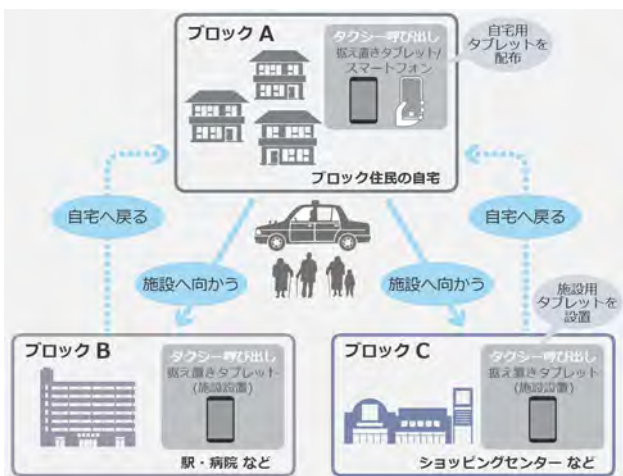 ブロック A
タクシー呼び出し
据え置きタブレット/
スマートフォン
自宅用
タブレットを
配布
ブロック住民の自宅
自宅へ戻る
自宅へ戻る
施設へ向かう
施設へ向かう
施設用
タブレットを
設置
ブロック B
タクシー呼び出し
据え置きタブレット
(施設設置)
駅・病院 など
ブロック C
タクシー呼び出し
据え置きタブレット
(施設設置)
ショッピングセンター など